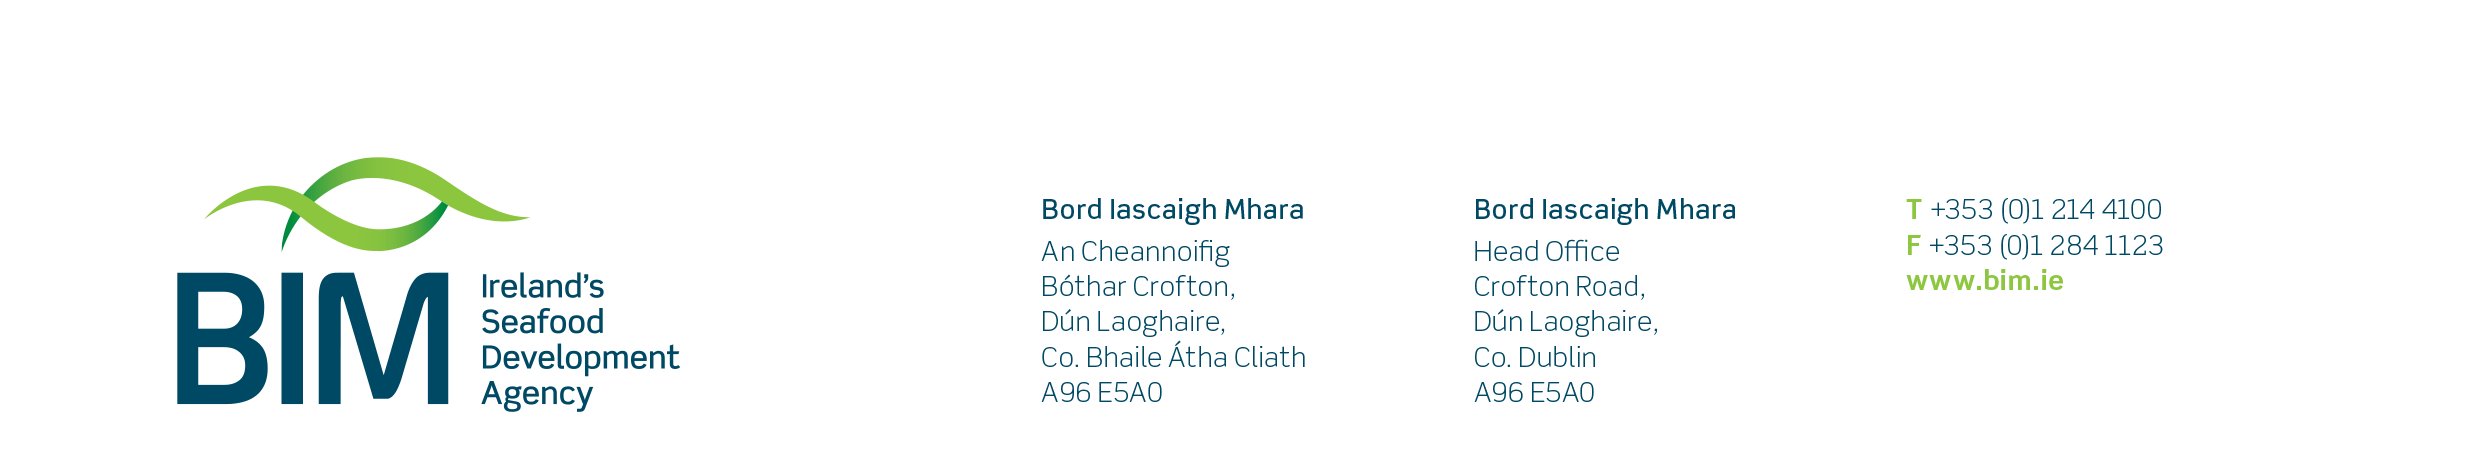 BIM
Ireland's
Seafood
Development
Agency
Bord Iascaigh Mhara
An Cheannoifig
Bóthar Crofton,
Dún Laoghaire,
Co. Bhaile Átha Cliath
A96 E5A0
Bord Iascaigh Mhara
Head Office
Crofton Road,
Dún Laoghaire,
Co. Dublin
A96 E5A0
T +353 (0)1 214 4100
F +353 (0)1 284 1123
www.bim.ie